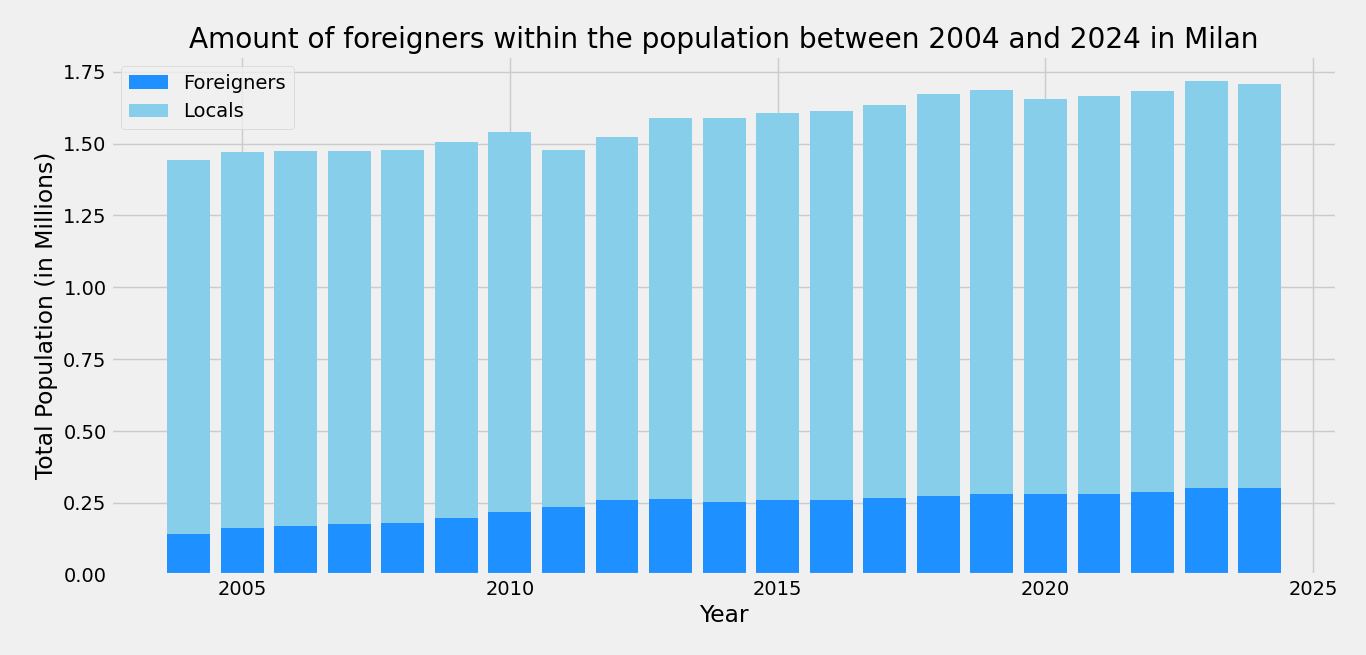 Amount of foreigners within the population between 2004 and 2024 in Milan
Foreigners
Locals
Total Population (in Millions)
1.75
1.50
1.25
1.00
0.75
0.50
0.25
0.00
2005 2010 2015 2020 2025
Year